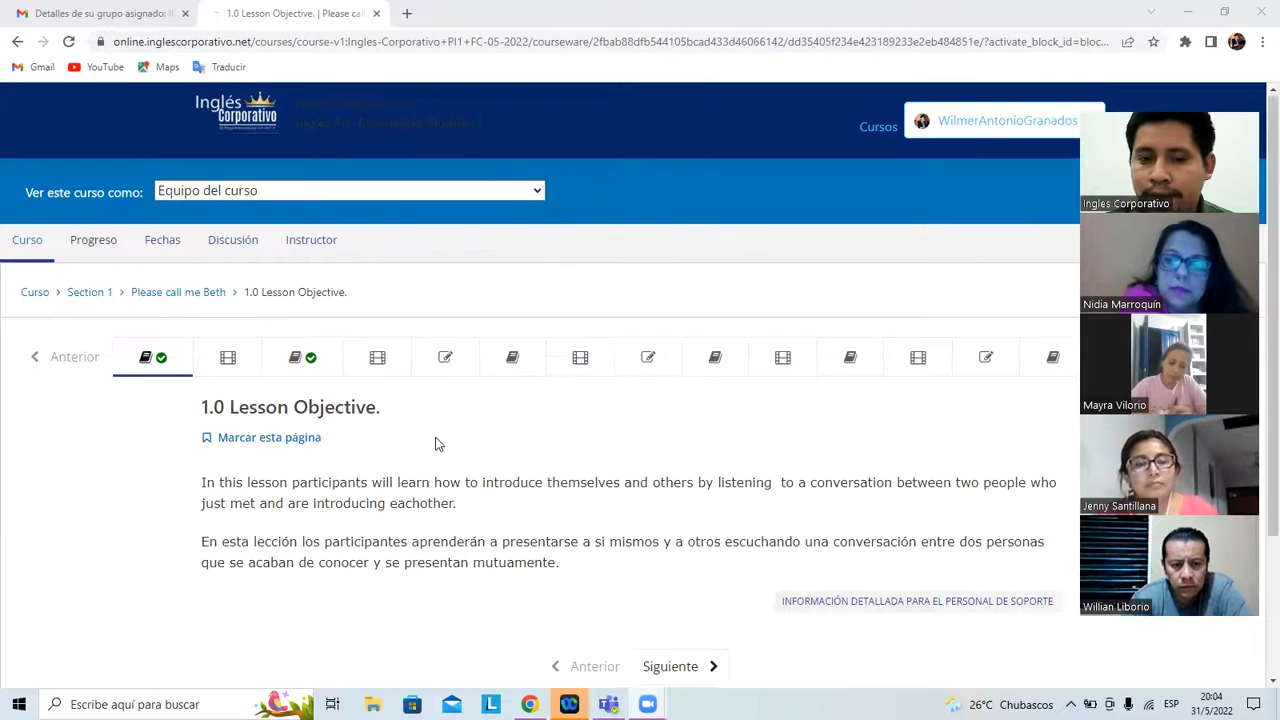 Detalles de su grupo asignado: I
1.0 Lesson Objective. | Please cal
online.inglescorporativo.net/courses/course-v1:Ingles-Corporativo+PI1+FC-05-2022/courseware/2fbab88dfb544105bcad433d46066142/dd35405f234e423189233e2eb484851e/?activate_block_id=bloc...
Gmail
YouTube
Maps
Traducir
Inglés
Corporativo
Cursos
WilmerAntonioGranados
Ver este curso como:
Equipo del curso
Curso
Progreso
Fechas
Discusión
Instructor
Curso > Section 1 > Please call me Beth > 1.0 Lesson Objective.
Anterior
1.0 Lesson Objective.
Marcar esta página
In this lesson participants will learn how to introduce themselves and others by listening to a conversation between two people who
just met and are introducing eachother.
En esta lección los participantes aprenderán a presentarse a si mismos y a otros escuchando una conversación entre dos personas
que se acaban de conocer y se presentan mutuamente.
INFORMACIÓN DETALLADA PARA EL PERSONAL DE SOPORTE
Anterior
Siguiente
Ingles Corporativo
Nidia Marroquín
Mayra Vilorio
Jenny Santillana
Willian Liborio
Escribe aquí para buscar
26°C Chubascos
ESP
20:04
31/5/2022